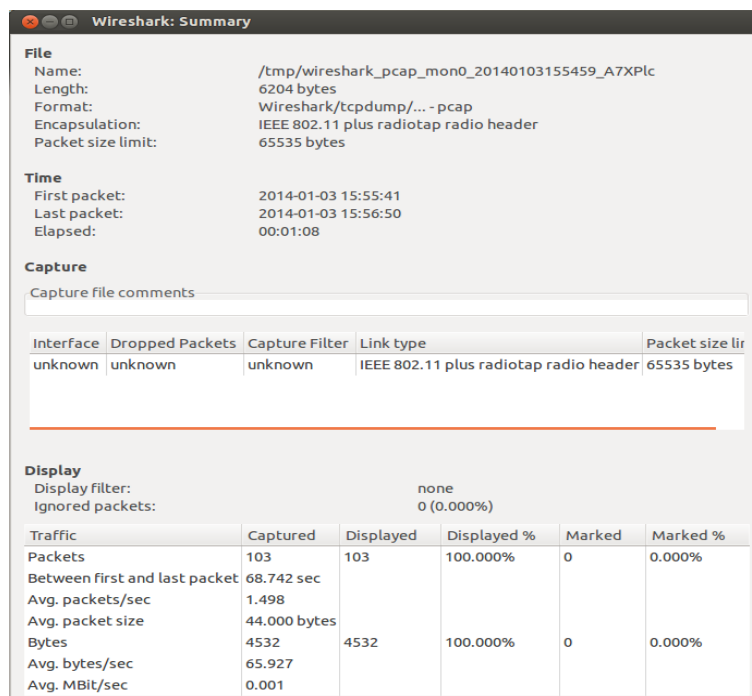 Wireshark: Summary
File
Name: /tmp/wireshark_pcap_mon0_20140103155459_A7XPlc
Length: 6204 bytes
Format: Wireshark/tcpdump/... - pcap
Encapsulation: IEEE 802.11 plus radiotap radio header
Packet size limit: 65535 bytes
Time
First packet: 2014-01-03 15:55:41
Last packet: 2014-01-03 15:56:50
Elapsed: 00:01:08
Capture
Capture file comments
Interface Dropped Packets Capture Filter Link type Packet size lir
unknown unknown unknown IEEE 802.11 plus radiotap radio header 65535 bytes
Display
Display filter: none
Ignored packets: 0 (0.000%)
Traffic Captured Displayed Displayed % Marked Marked %
Packets 103 103 100.000% 0 0.000%
Between first and last packet 68.742 sec
Avg. packets/sec 1.498
Avg. packet size 44.000 bytes
Bytes 4532 4532 100.000% 0 0.000%
Avg. bytes/sec 65.927
Avg. MBit/sec 0.001